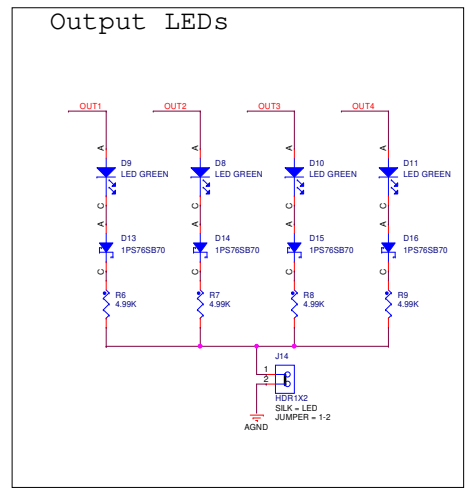 Output LEDs
OUT1 OUT2 OUT3 OUT4
A A A A
D9 D8 D10 D11
LED GREEN LED GREEN LED GREEN LED GREEN
C C C C
A A A A
D13 D14 D15 D16
1PS76SB70 1PS76SB70 1PS76SB70 1PS76SB70
C C C C
R6 R7 R8 R9
4.99K 4.99K 4.99K 4.99K
J14
1
2
HDR1X2
SILK = LED
JUMPER = 1-2
AGND